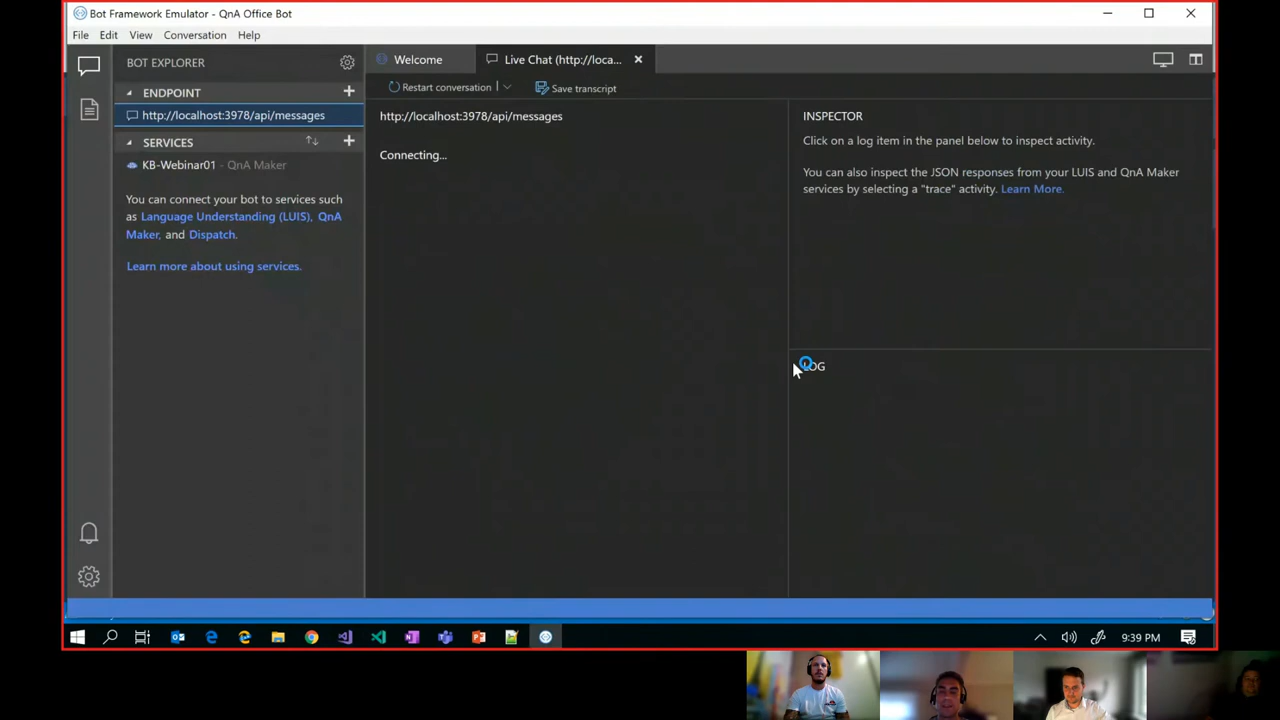 Bot Framework Emulator - QnA Office Bot
File Edit View Conversation Help
BOT EXPLORER
ENDPOINT
http://localhost:3978/api/messages
SERVICES
KB-Webinar01 - QnA Maker
You can connect your bot to services such
as Language Understanding (LUIS), QnA
Maker, and Dispatch.
Learn more about using services.
Welcome
Live Chat (http://loca...
Restart conversation
Save transcript
http://localhost:3978/api/messages
Connecting...
INSPECTOR
Click on a log item in the panel below to inspect activity.
You can also inspect the JSON responses from your LUIS and QnA Maker
services by selecting a "trace" activity. Learn More.
LOG
9:39 PM